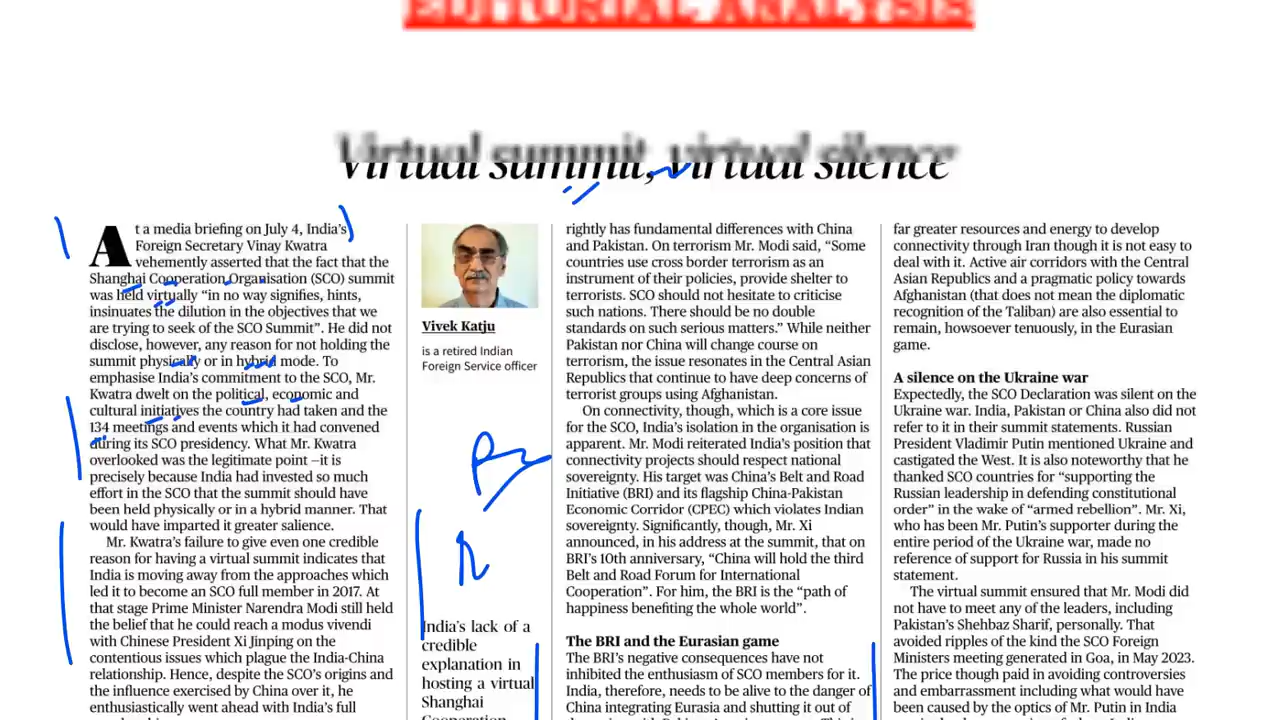 EDITORIAL ANALYSIS
Virtual summit, virtual silence
At a media briefing on July 4, India's
Foreign Secretary Vinay Kwatra
vehemently asserted that the fact that the
Shanghai Cooperation Organisation (SCO) summit
was held virtually “in no way signifies, hints,
insinuates the dilution in the objectives that we
are trying to seek of the SCO Summit”. He did not
disclose, however, any reason for not holding the
summit physically or in hybrid mode. To
emphasise India's commitment to the SCO, Mr.
Kwatra dwelt on the political, economic and
cultural initiatives the country had taken and the
134 meetings and events which it had convened
during its SCO presidency. What Mr. Kwatra
overlooked was the legitimate point — it is
precisely because India had invested so much
effort in the SCO that the summit should have
been held physically or in a hybrid manner. That
would have imparted it greater salience.
Mr. Kwatra's failure to give even one credible
reason for having a virtual summit indicates that
India is moving away from the approaches which
led it to become an SCO full member in 2017. At
that stage Prime Minister Narendra Modi still held
the belief that he could reach a modus vivendi
with Chinese President Xi Jinping on the
contentious issues which plague the India-China
relationship. Hence, despite the SCO's origins and
the influence exercised by China over it, he
enthusiastically went ahead with India's full
Vivek Katju
is a retired Indian
Foreign Service officer
India's lack of a
credible
explanation in
hosting a virtual
Shanghai
Cooperation
rightly has fundamental differences with China
and Pakistan. On terrorism Mr. Modi said, “Some
countries use cross border terrorism as an
instrument of their policies, provide shelter to
terrorists. SCO should not hesitate to criticise
such nations. There should be no double
standards on such serious matters.” While neither
Pakistan nor China will change course on
terrorism, the issue resonates in the Central Asian
Republics that continue to have deep concerns of
terrorist groups using Afghanistan.
On connectivity, though, which is a core issue
for the SCO, India's isolation in the organisation is
apparent. Mr. Modi reiterated India's position that
connectivity projects should respect national
sovereignty. His target was China's Belt and Road
Initiative (BRI) and its flagship China-Pakistan
Economic Corridor (CPEC) which violates Indian
sovereignty. Significantly, though, Mr. Xi
announced, in his address at the summit, that on
BRI's 10th anniversary, “China will hold the third
Belt and Road Forum for International
Cooperation”. For him, the BRI is the “path of
happiness benefiting the whole world”.
The BRI and the Eurasian game
The BRI's negative consequences have not
inhibited the enthusiasm of SCO members for it.
India, therefore, needs to be alive to the danger of
China integrating Eurasia and shutting it out of
far greater resources and energy to develop
connectivity through Iran though it is not easy to
deal with it. Active air corridors with the Central
Asian Republics and a pragmatic policy towards
Afghanistan (that does not mean the diplomatic
recognition of the Taliban) are also essential to
remain, howsoever tenuously, in the Eurasian
game.
A silence on the Ukraine war
Expectedly, the SCO Declaration was silent on the
Ukraine war. India, Pakistan or China also did not
refer to it in their summit statements. Russian
President Vladimir Putin mentioned Ukraine and
castigated the West. It is also noteworthy that he
thanked SCO countries for “supporting the
Russian leadership in defending constitutional
order” in the wake of “armed rebellion”. Mr. Xi,
who has been Mr. Putin's supporter during the
entire period of the Ukraine war, made no
reference of support for Russia in his summit
statement.
The virtual summit ensured that Mr. Modi did
not have to meet any of the leaders, including
Pakistan's Shehbaz Sharif, personally. That
avoided ripples of the kind the SCO Foreign
Ministers meeting generated in Goa, in May 2023.
The price though paid in avoiding controversies
and embarrassment including what would have
been caused by the optics of Mr. Putin in India